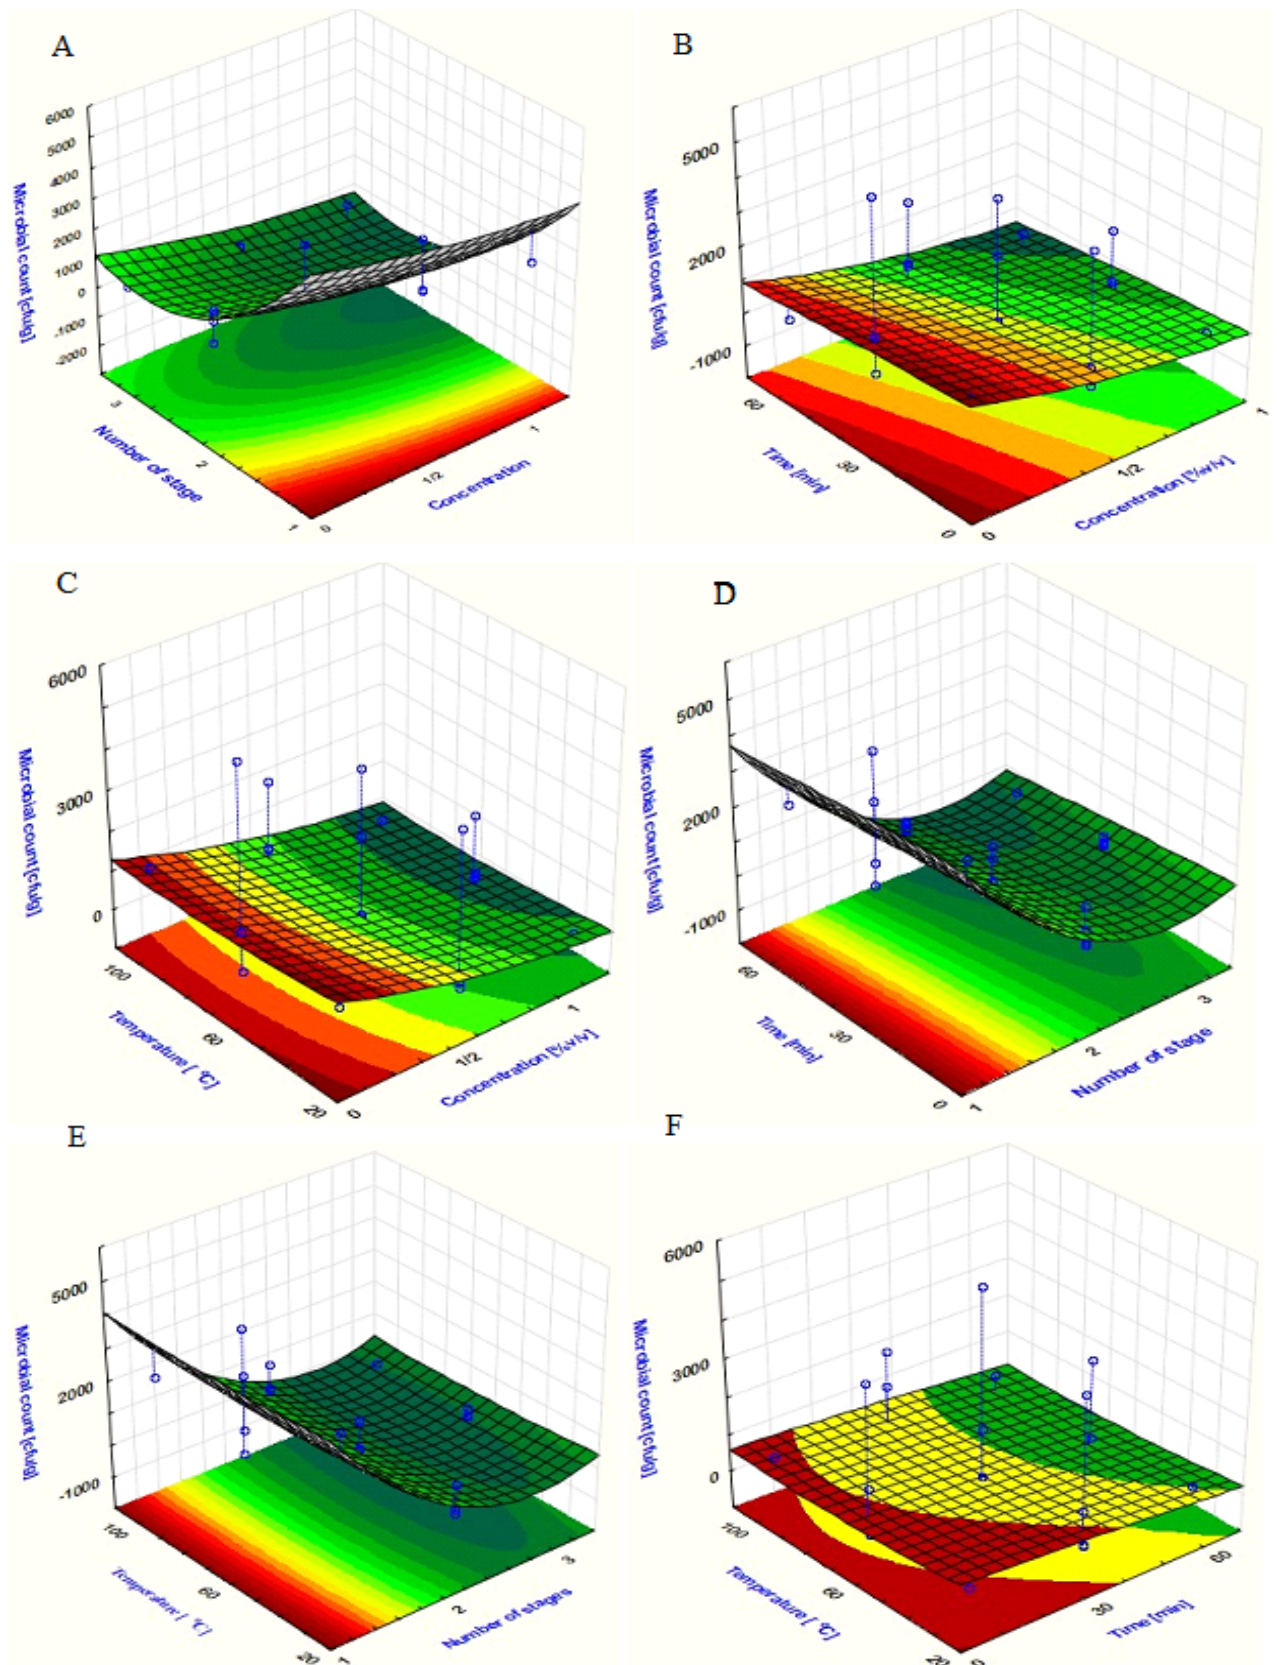 A
6000
5000
4000
3000
2000
1000
0
-1000
-2000
Microbial count [cfu/g]
3
2
1
Number of stage
0
1/2
1
Concentration
B
5000
2000
-1000
Microbial count [cfu/g]
60
30
0
Time [min]
0
1/2
1
Concentration [%v/v]
C
6000
3000
0
Microbial count [cfu/g]
100
60
20
Temperature [ °C]
0
1/2
1
Concentration [%v/v]
D
5000
2000
-1000
Microbial count [cfu/g]
60
30
0
Time [min]
1
2
3
Number of stage
E
5000
2000
-1000
Microbial count [cfu/g]
100
60
20
Temperature [ °C]
1
2
3
Number of stages
F
6000
3000
0
Microbial count [cfu/g]
100
60
20
Temperature [ °C]
0
30
60
Time [min]